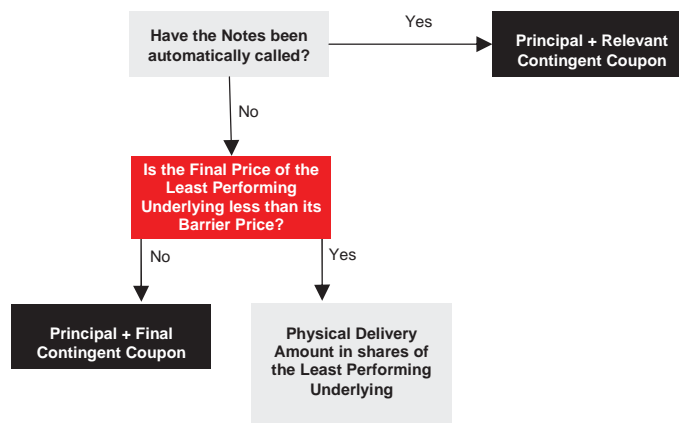 Have the Notes been
automatically called?
Yes
Principal + Relevant
Contingent Coupon
No
Is the Final Price of the
Least Performing
Underlying less than its
Barrier Price?
No
Yes
Principal + Final
Contingent Coupon
Physical Delivery
Amount in shares of
the Least Performing
Underlying